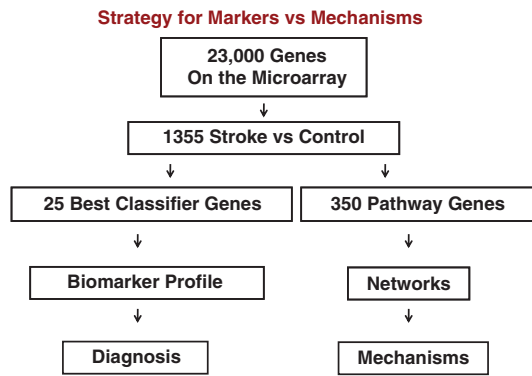 Strategy for Markers vs Mechanisms
23,000 Genes
On the Microarray
1355 Stroke vs Control
25 Best Classifier Genes
350 Pathway Genes
Biomarker Profile
Networks
Diagnosis
Mechanisms